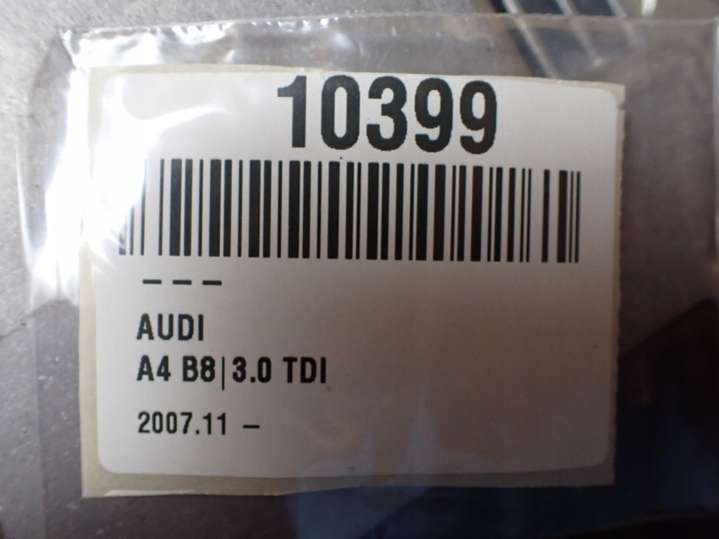 10399
– – –
AUDI
A4 B8|3.0 TDI
2007.11 –